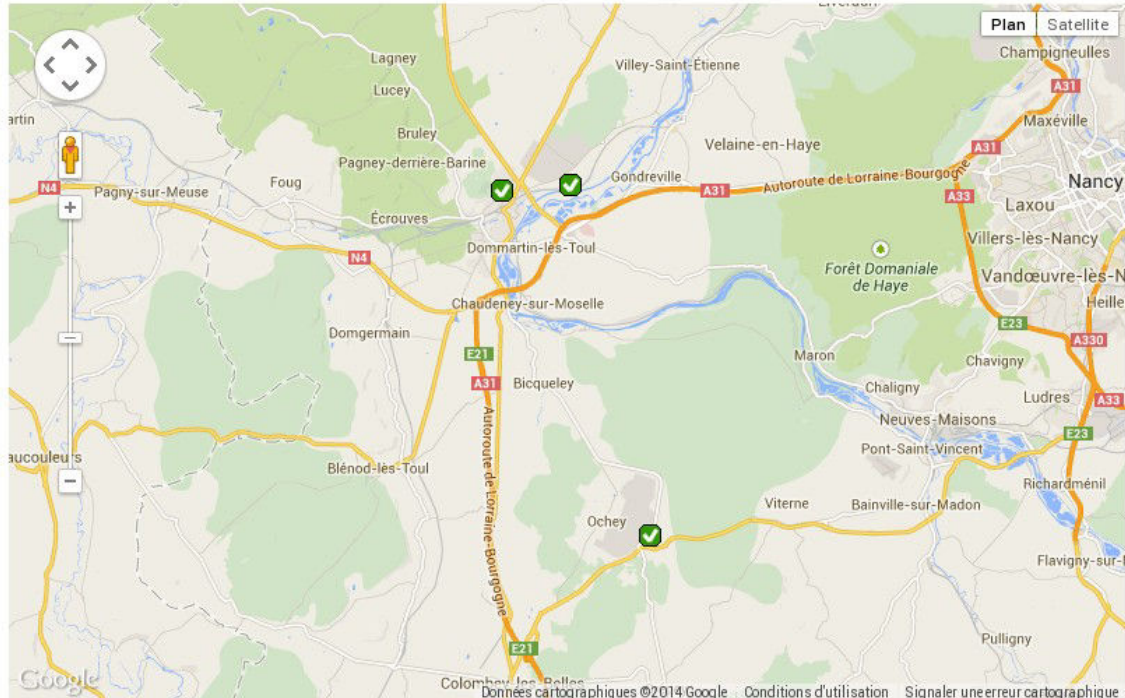 Liverdun
Plan
Satellite
Champigneulles
Lagney
Villey-Saint-Étienne
A31
Lucey
Maxéville
artin
Bruley
Velaine-en-Haye
A31
Pagney-derrière-Barine
Gondreville
Nancy
Foug
N4
Pagny-sur-Meuse
A31
Autoroute de Lorraine-Bourgogne
A33
Laxou
Écrouves
Villers-lès-Nancy
Dommartin-lès-Toul
N4
Forêt Domaniale
de Haye
Vandœuvre-lès-N
Chaudeney-sur-Moselle
Heille
Domgermain
E23
A330
E21
Maron
Chavigny
A31
Bicqueley
Chaligny
Ludres
A33
Autoroute de Lorraine-Bourgogne
Neuves-Maisons
E23
aucouleurs
Blénod-lès-Toul
Pont-Saint-Vincent
Richardménil
Viterne
Bainville-sur-Madon
Ochey
Flavigny-sur-M
E21
Pulligny
Google
Colombey-les-Belles
Données cartographiques ©2014 Google
Conditions d'utilisation
Signaler une erreur cartographique